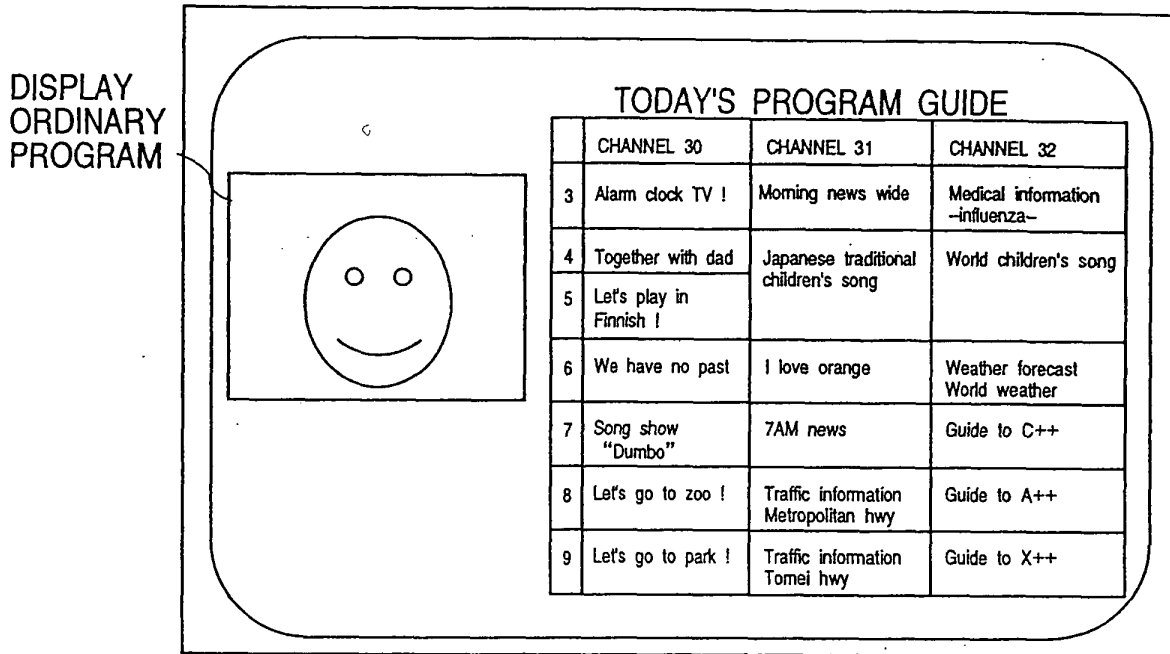 DISPLAY
ORDINARY
PROGRAM
TODAY'S PROGRAM GUIDE
CHANNEL 30 CHANNEL 31 CHANNEL 32
3 Alarm clock TV ! Morning news wide Medical information
–influenza–
4 Together with dad Japanese traditional World children's song
children's song
5 Let's play in
Finnish !
6 We have no past I love orange Weather forecast
World weather
7 Song show 7AM news Guide to C++
"Dumbo"
8 Let's go to zoo ! Traffic information Guide to A++
Metropolitan hwy
9 Let's go to park ! Traffic information Guide to X++
Tomei hwy